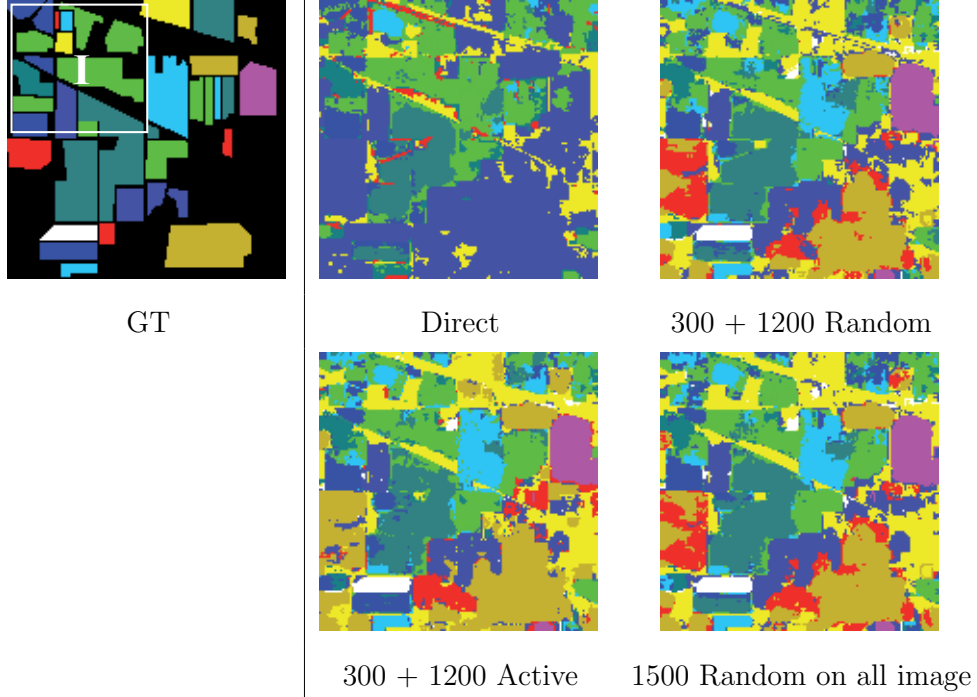 I
GT
Direct
300 + 1200 Random
300 + 1200 Active
1500 Random on all image